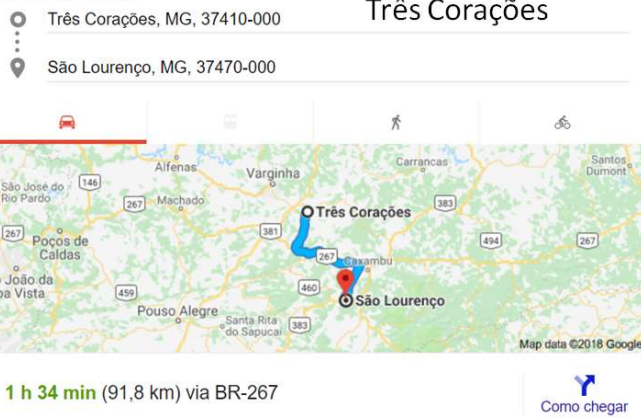 Três Corações, MG, 37410-000
Três Corações
São Lourenço, MG, 37470-000
Alfenas
Varginha
Carrancas
Santos
Dumont
São José do
Rio Pardo
146
267
Machado
Três Corações
383
381
267
Poços de
Caldas
267
Caxambu
494
267
João da
oa Vista
459
460
São Lourenço
Pouso Alegre
Santa Rita
do Sapucaí
383
Map data ©2018 Google
1 h 34 min (91,8 km) via BR-267
Como chegar